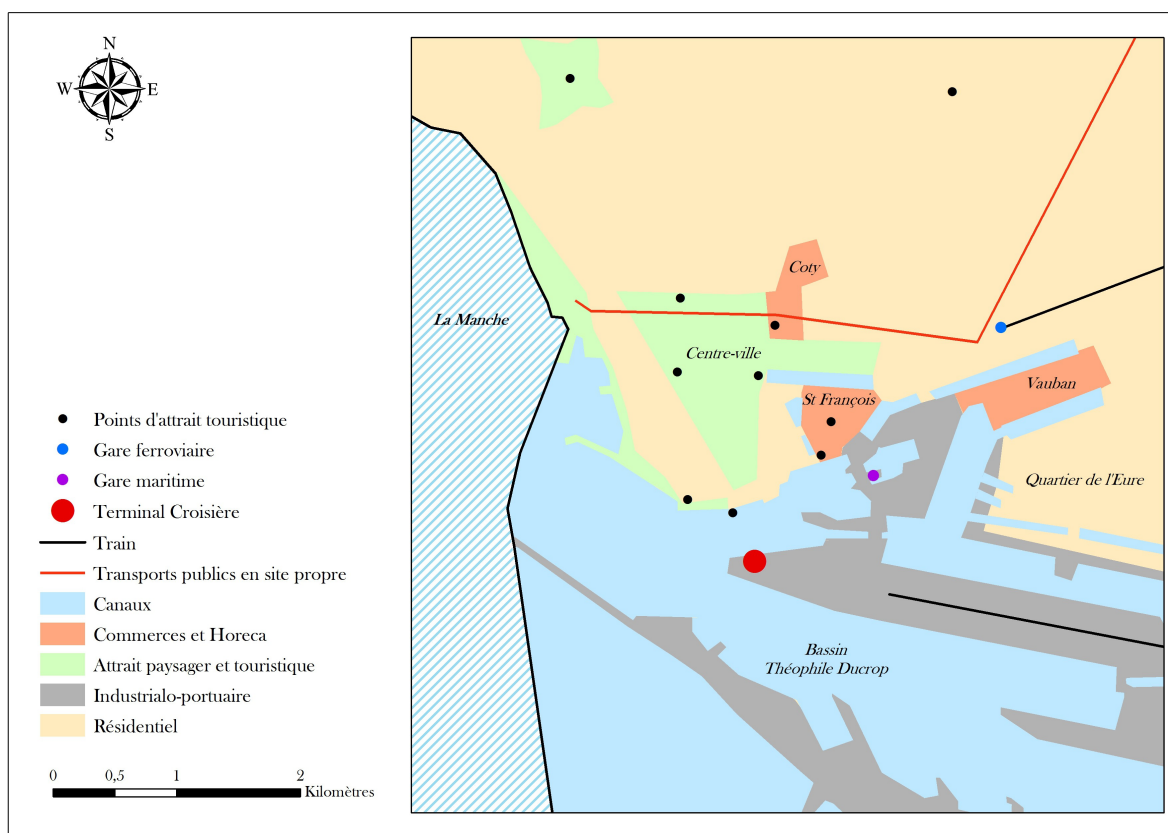 N
W
E
S
Points d'attrait touristique
Gare ferroviaire
Gare maritime
Terminal Croisière
Train
Transports publics en site propre
Canaux
Commerces et Horeca
Attrait paysager et touristique
Industrialo-portuaire
Résidentiel
0
0,5
1
2
Kilomètres
Coty
La Manche
Centre-ville
Vauban
St François
Quartier de l'Eure
Bassin
Théophile Ducrop